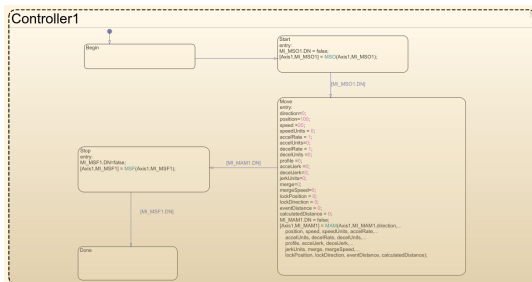 Controller1
Begin
Start
entry:
MI_MSO1.DN = false;
[Axis1,MI_MSO1] = MSO(Axis1,MI_MSO1);
[MI_MSO1.DN]
Move
entry:
direction=0;
position=100;
speed =20;
speedUnits = 0;
accelRate = 1;
accelUnits=0;
decelRate = 1;
decelUnits =0;
profile =0;
accelJerk =0;
decelJerk=0;
jerkUnits=0;
merge=0;
mergeSpeed=0;
lockPosition = 0;
lockDirection = 0;
eventDistance = 0;
calculatedDistance = 0;
MI_MAM1.DN = false;
[Axis1,MI_MAM1] = MAM(Axis1,MI_MAM1,direction,...
position, speed, speedUnits, accelRate,...
accelUnits, decelRate, decelUnits,...
profile, accelJerk, decelJerk,...
jerkUnits, merge, mergeSpeed,...
lockPosition, lockDirection, eventDistance, calculatedDistance);
[MI_MAM1.DN]
Stop
entry:
MI_MSF1.DN=false;
[Axis1,MI_MSF1] = MSF(Axis1,MI_MSF1);
[MI_MSF1.DN]
Done